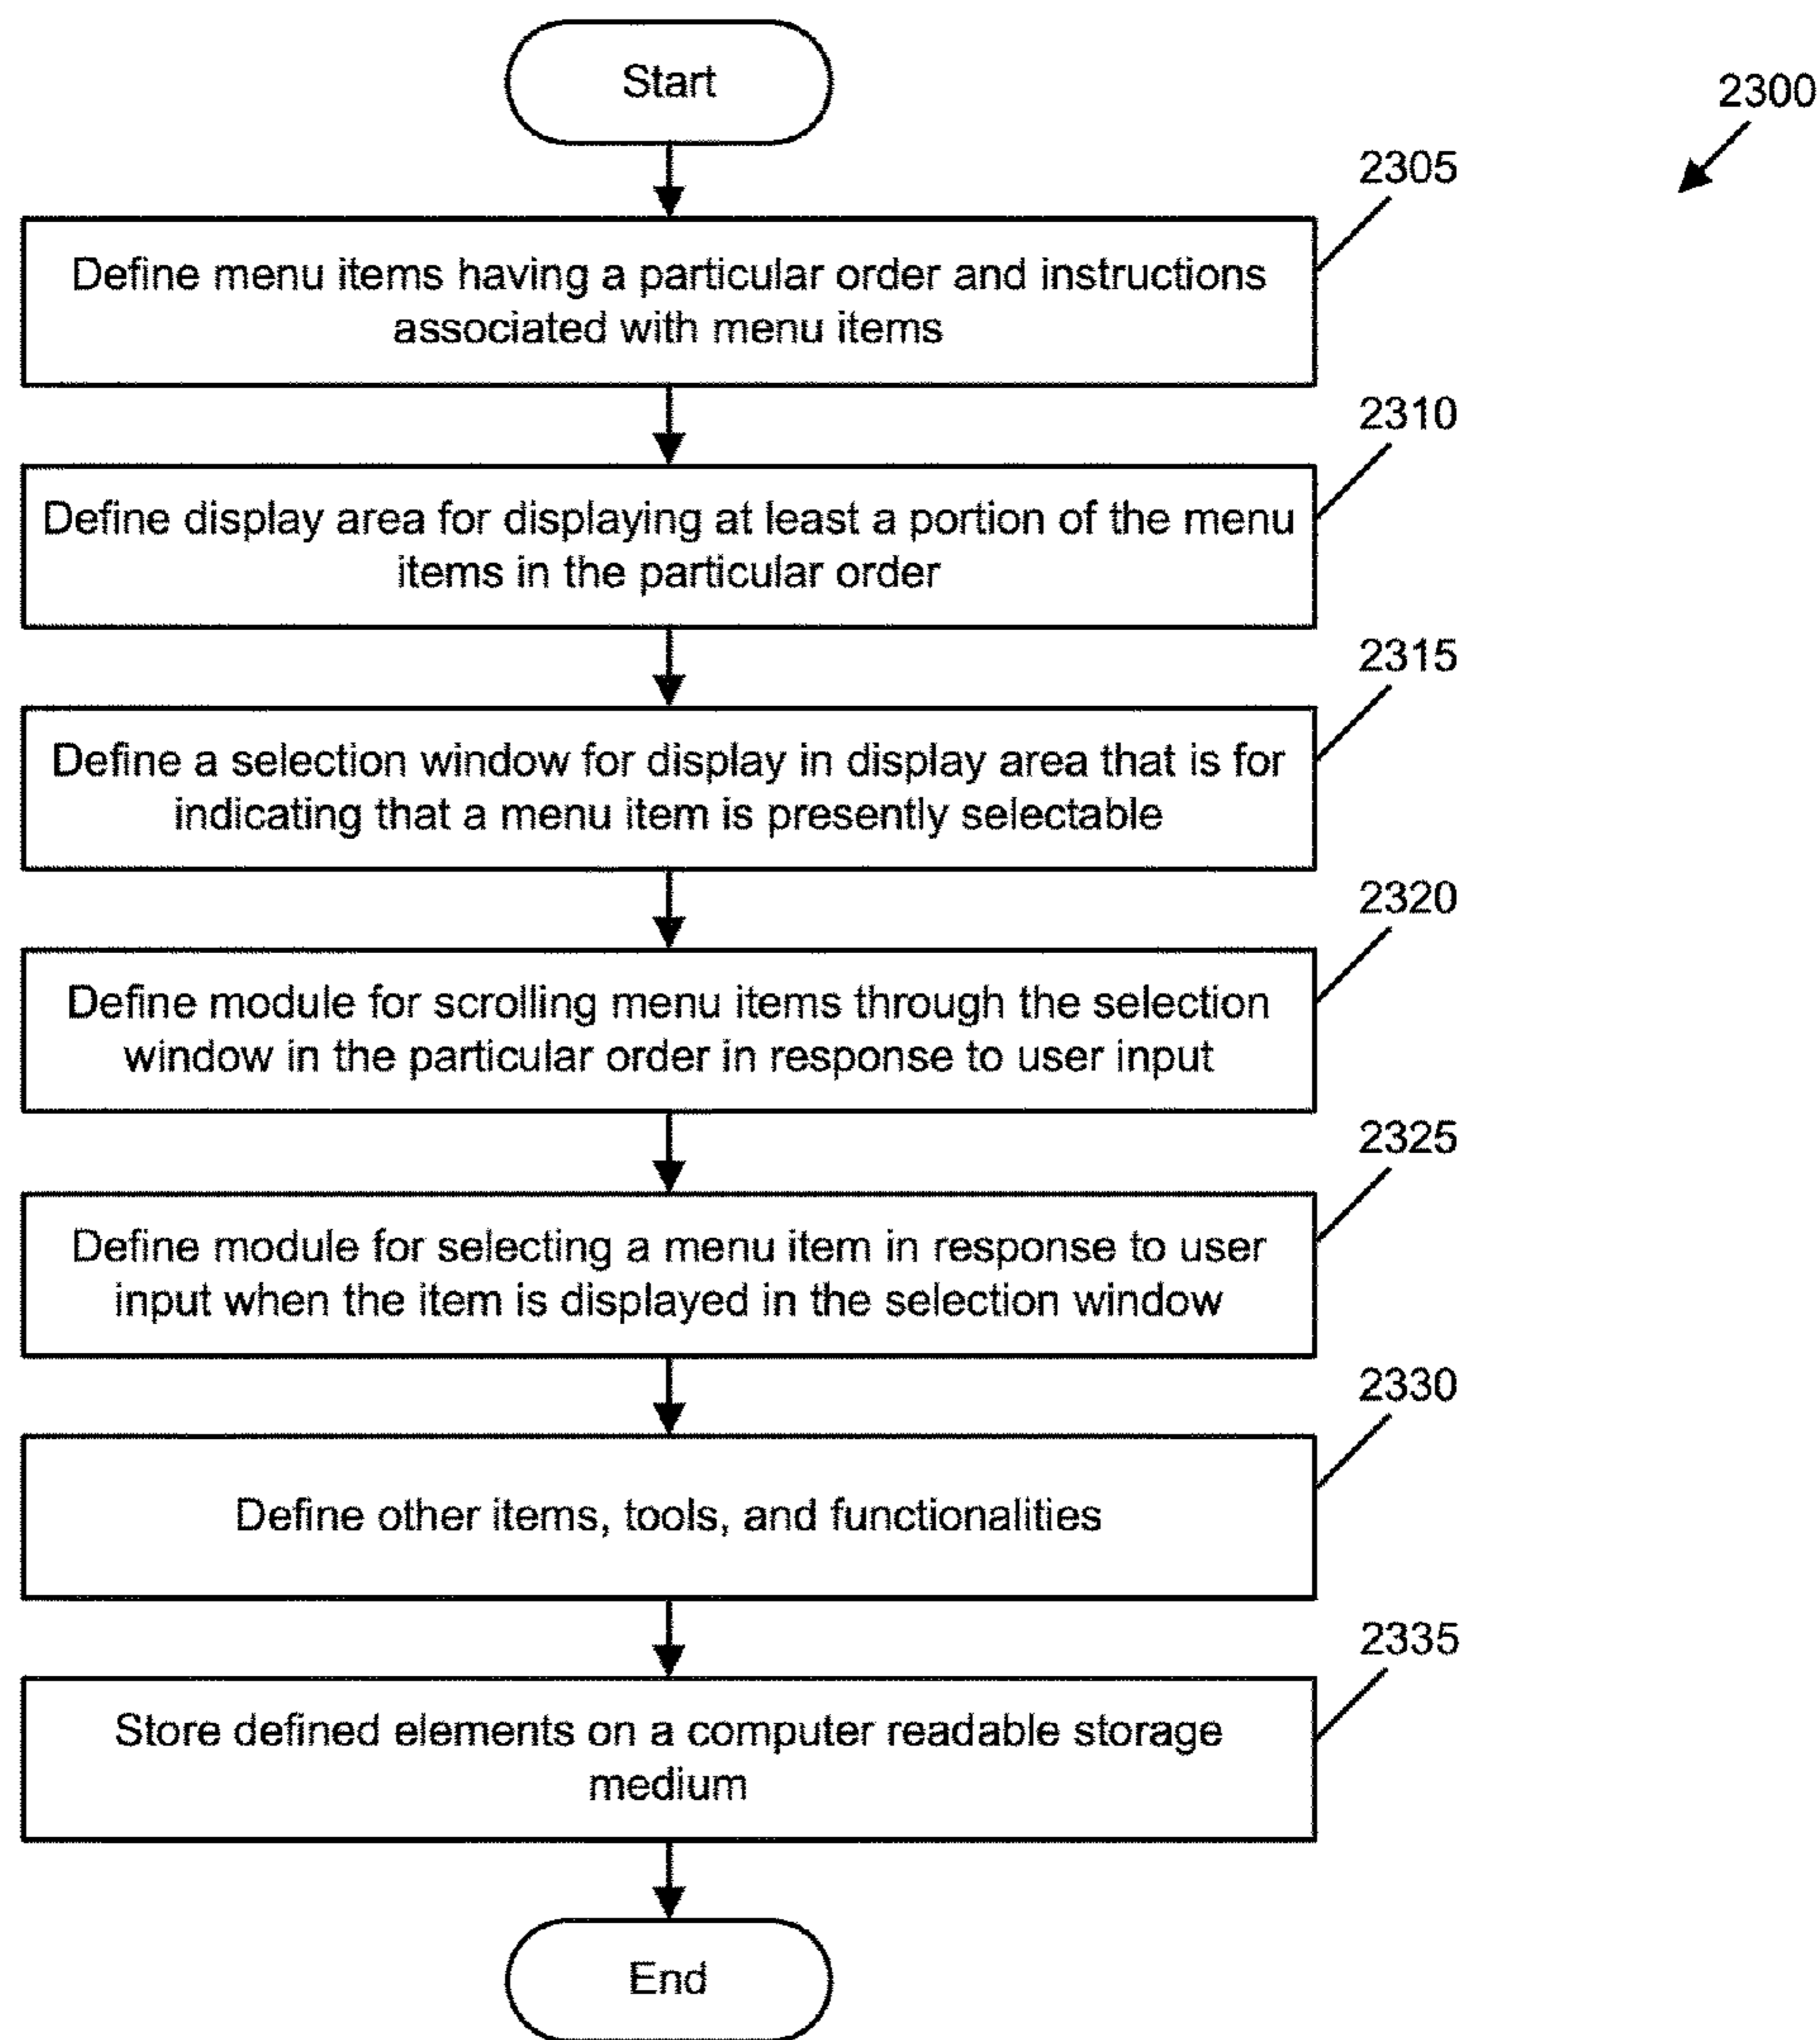 Start
2300
2305
Define menu items having a particular order and instructions
associated with menu items
2310
Define display area for displaying at least a portion of the menu
items in the particular order
2315
Define a selection window for display in display area that is for
indicating that a menu item is presently selectable
2320
Define module for scrolling menu items through the selection
window in the particular order in response to user input
2325
Define module for selecting a menu item in response to user
input when the item is displayed in the selection window
2330
Define other items, tools, and functionalities
2335
Store defined elements on a computer readable storage
medium
End